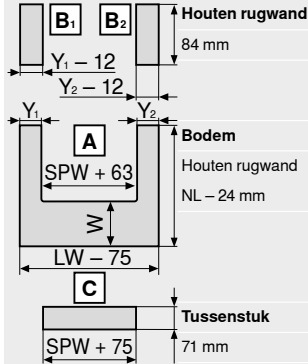 B₁ B₂ Houten rugwand
84 mm
Y₁ – 12
Y₂ – 12
Y₁ Y₂
A Bodem
SPW + 63 Houten rugwand
NL – 24 mm
W
LW – 75
C
Tussenstuk
SPW + 75 71 mm